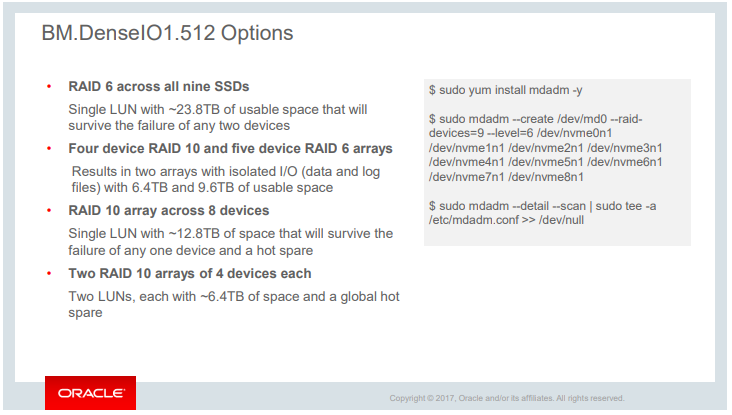 BM.DenseIO1.512 Options
• RAID 6 across all nine SSDs
Single LUN with ~23.8TB of usable space that will
survive the failure of any two devices
• Four device RAID 10 and five device RAID 6 arrays
Results in two arrays with isolated I/O (data and log
files) with 6.4TB and 9.6TB of usable space
• RAID 10 array across 8 devices
Single LUN with ~12.8TB of space that will survive the
failure of any one device and a hot spare
• Two RAID 10 arrays of 4 devices each
Two LUNs, each with ~6.4TB of space and a global hot
spare
$ sudo yum install mdadm -y
$ sudo mdadm --create /dev/md0 --raid-
devices=9 --level=6 /dev/nvme0n1
/dev/nvme1n1 /dev/nvme2n1 /dev/nvme3n1
/dev/nvme4n1 /dev/nvme5n1 /dev/nvme6n1
/dev/nvme7n1 /dev/nvme8n1
$ sudo mdadm --detail --scan | sudo tee -a
/etc/mdadm.conf >> /dev/null
ORACLE
Copyright © 2017, Oracle and/or its affiliates. All rights reserved.